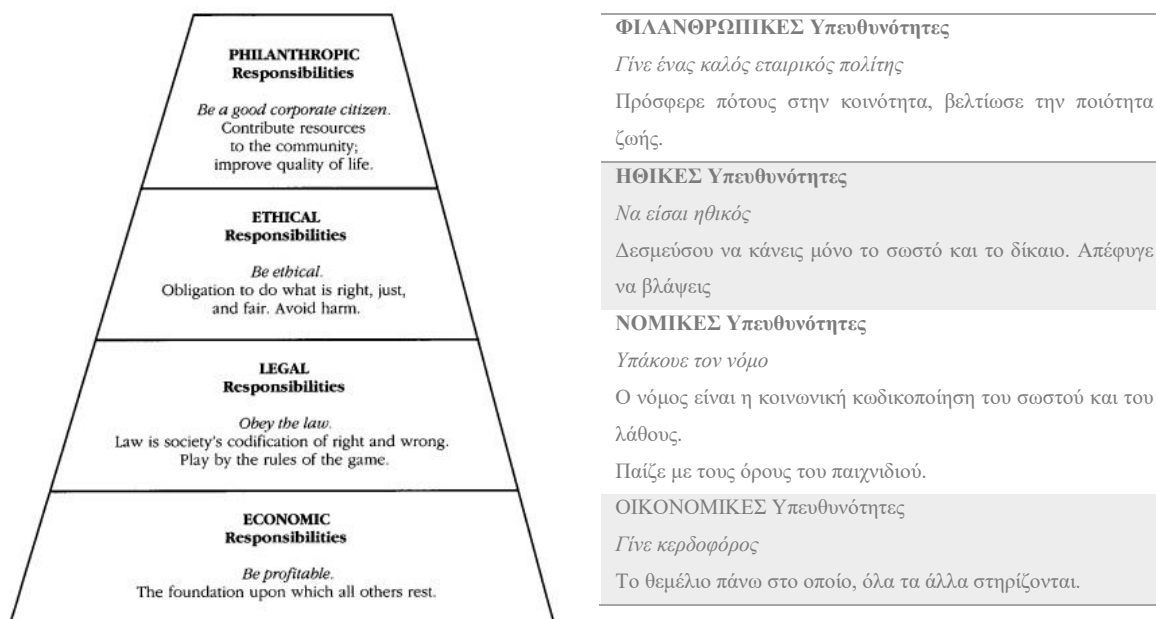 PHILANTHROPIC
Responsibilities
Be a good corporate citizen.
Contribute resources
to the community;
improve quality of life.
ETHICAL
Responsibilities
Be ethical.
Obligation to do what is right, just,
and fair. Avoid harm.
LEGAL
Responsibilities
Obey the law.
Law is society's codification of right and wrong.
Play by the rules of the game.
ECONOMIC
Responsibilities
Be profitable.
The foundation upon which all others rest.
ΦΙΛΑΝΘΡΩΠΙΚΕΣ Υπευθυνότητες
Γίνε ένας καλός εταιρικός πολίτης
Πρόσφερε πότους στην κοινότητα, βελτίωσε την ποιότητα
ζωής.
ΗΘΙΚΕΣ Υπευθυνότητες
Να είσαι ηθικός
Δεσμεύσου να κάνεις μόνο το σωστό και το δίκαιο. Απέφυγε
να βλάψεις
ΝΟΜΙΚΕΣ Υπευθυνότητες
Υπάκουε τον νόμο
Ο νόμος είναι η κοινωνική κωδικοποίηση του σωστού και του
λάθους.
Παίζε με τους όρους του παιχνιδιού.
ΟΙΚΟΝΟΜΙΚΕΣ Υπευθυνότητες
Γίνε κερδοφόρος
Το θεμέλιο πάνω στο οποίο, όλα τα άλλα στηρίζονται.